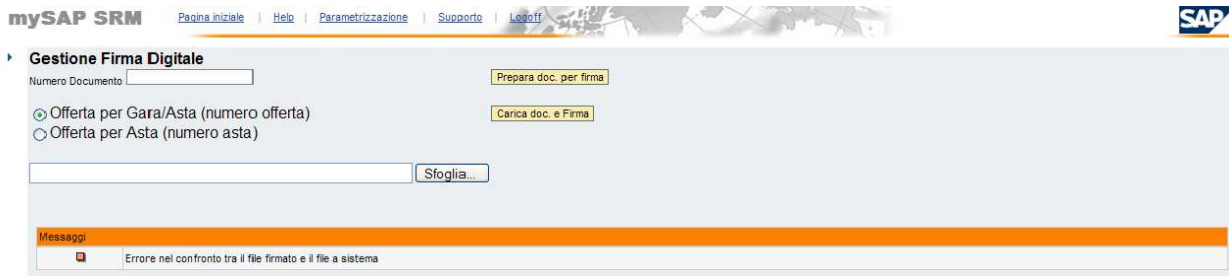 mySAP SRM Pagina iniziale | Help | Parametrizzazione | Supporto | Logoff SAP
Gestione Firma Digitale
Numero Documento Prepara doc. per firma
Offerta per Gara/Asta (numero offerta) Carica doc. e Firma
Offerta per Asta (numero asta)
Sfoglia...
Messaggi
Errore nel confronto tra il file firmato e il file a sistema